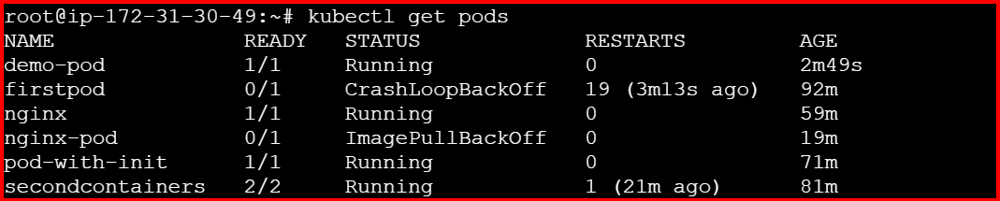 root@ip-172-31-30-49:~# kubectl get pods
NAME               READY   STATUS             RESTARTS         AGE
demo-pod           1/1     Running            0                2m49s
firstpod           0/1     CrashLoopBackOff   19 (3m13s ago)   92m
nginx              1/1     Running            0                59m
nginx-pod          0/1     ImagePullBackOff   0                19m
pod-with-init      1/1     Running            0                71m
secondcontainers   2/2     Running            1 (21m ago)      81m